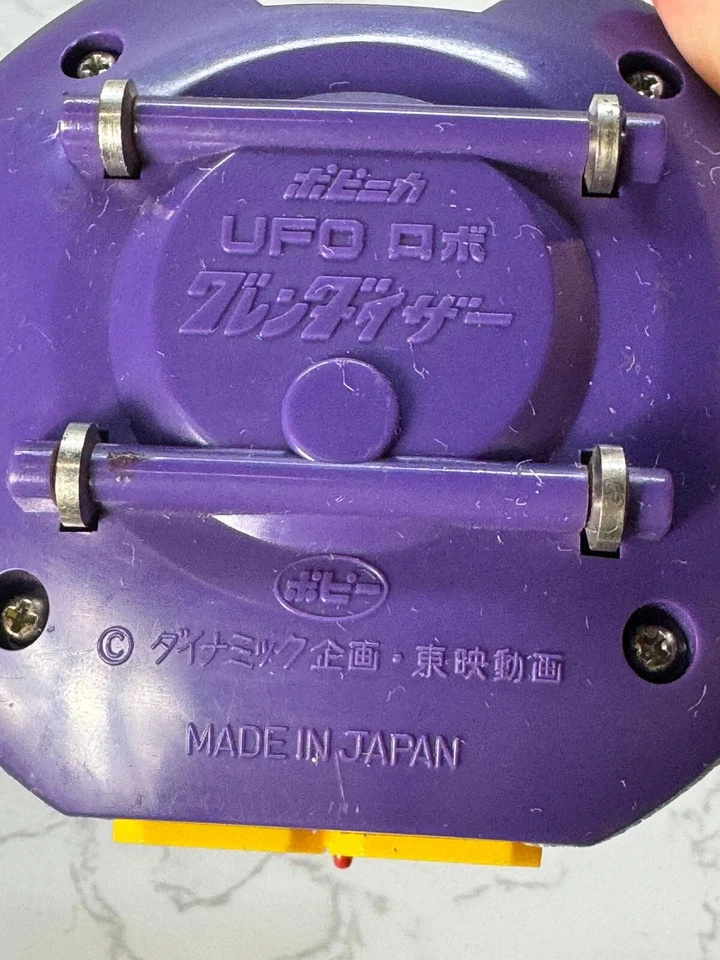 ポピニカ
UFO ロボ
グレンダイザー
ポピー
© ダイナミック企画・東映動画
MADE IN JAPAN